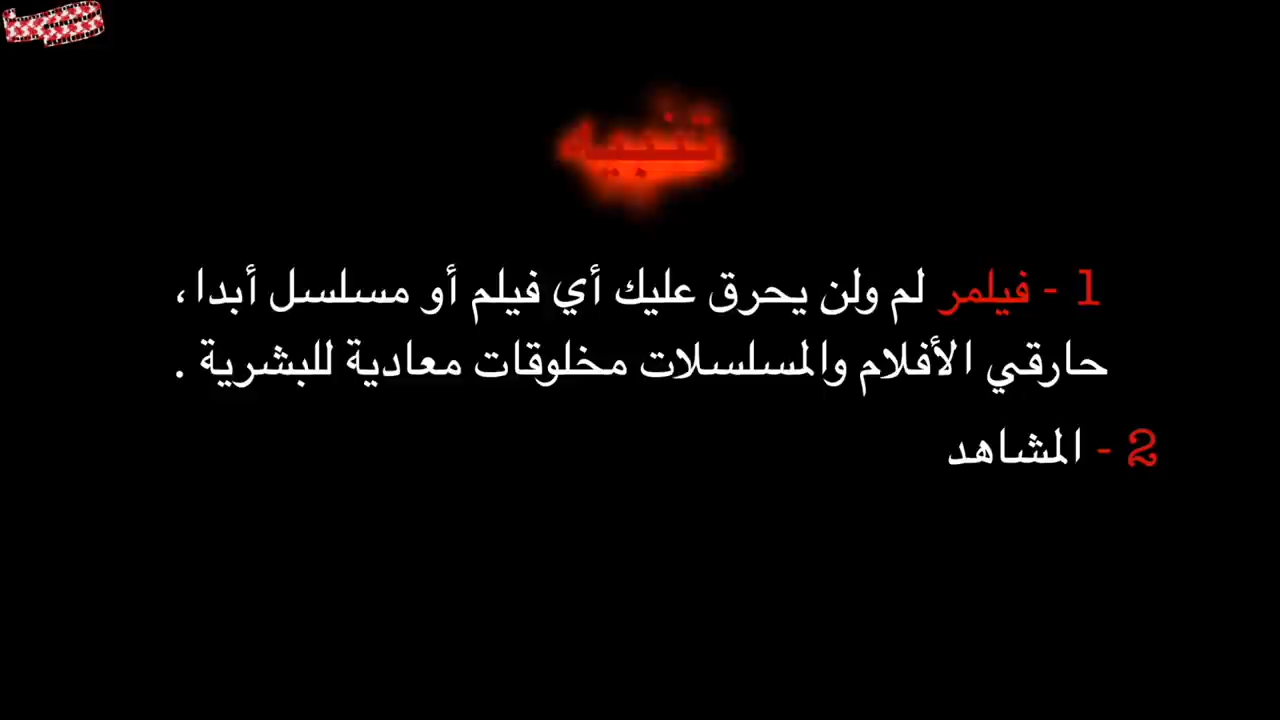 تنبيه
1 - فيلمر لم ولن يحرق عليك أي فيلم أو مسلسل أبدا،
حارقي الأفلام والمسلسلات مخلوقات معادية للبشرية .
2 - المشاهد